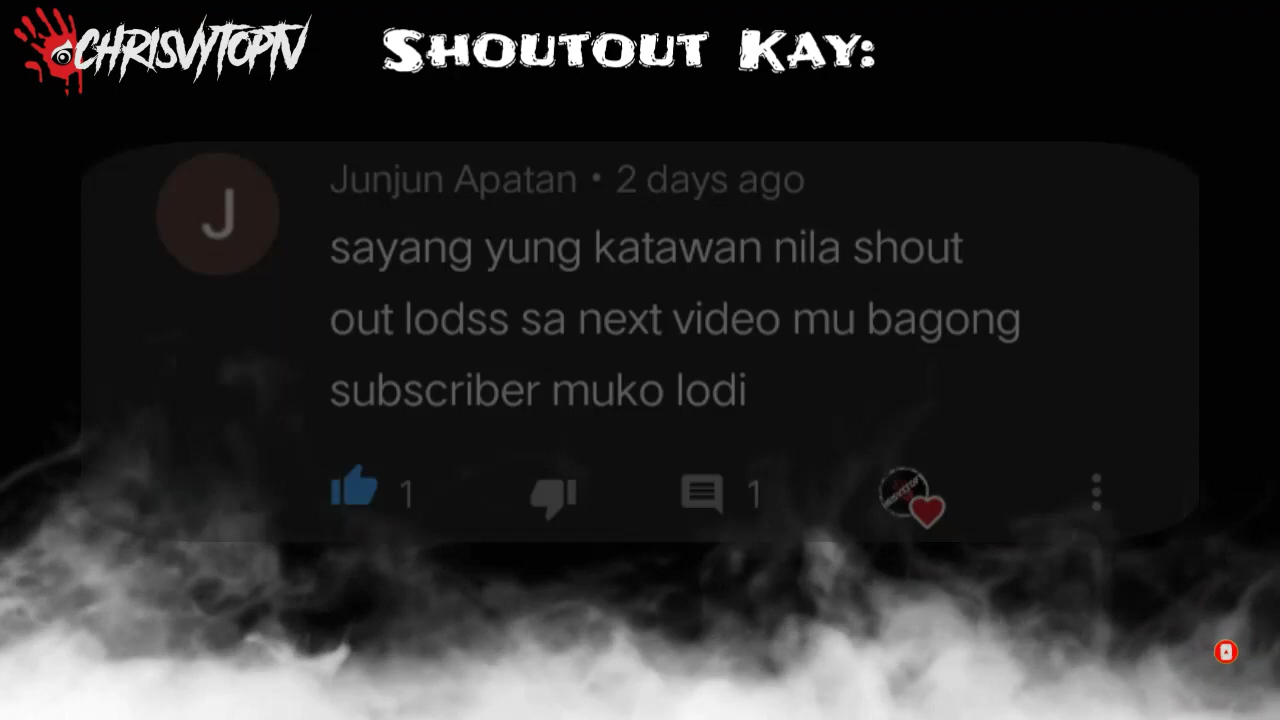 CHRISVYTOPTV
SHOUTOUT KAY:
J
Junjun Apatan • 2 days ago
sayang yung katawan nila shout
out lodss sa next video mu bagong
subscriber muko lodi
1
1